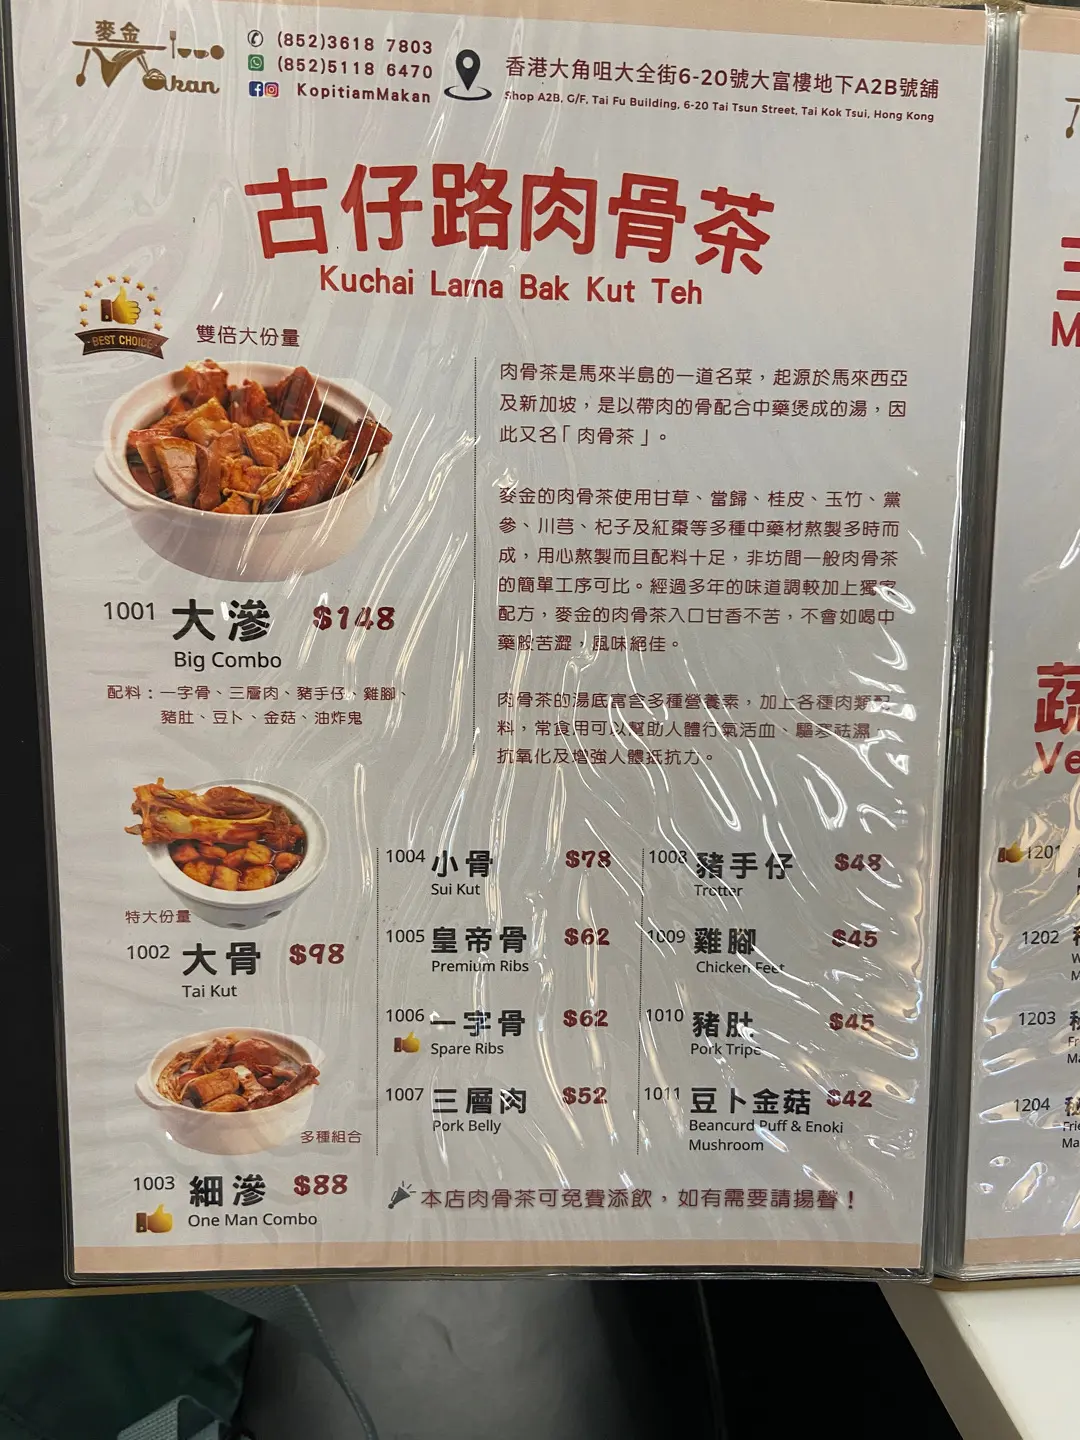 麥金
Makan
(852)3618 7803
(852)5118 6470
KopitiamMakan
香港大角咀大全街6-20號大富樓地下A2B號舖
Shop A2B, G/F, Tai Fu Building, 6-20 Tai Tsun Street, Tai Kok Tsui, Hong Kong
古仔路肉骨茶
Kuchai Lama Bak Kut Teh
BEST CHOICE
雙倍大份量
肉骨茶是馬來半島的一道名菜，起源於馬來西亞
及新加坡，是以帶肉的骨配合中藥煲成的湯，因
此又名「肉骨茶」。
麥金的肉骨茶使用甘草、當歸、桂皮、玉竹、黨
參、川芎、杞子及紅棗等多種中藥材熬製多時而
成，用心熬製而且配料十足，非坊間一般肉骨茶
的簡單工序可比。經過多年的味道調較加上獨家
配方，麥金的肉骨茶入口甘香不苦，不會如喝中
藥般苦澀，風味絕佳。
肉骨茶的湯底富含多種營養素，加上各種肉類配
料，常食用可以幫助人體行氣活血、驅寒祛濕、
抗氧化及增強人體抵抗力。
1001 大滲 $148
Big Combo
配料：一字骨、三層肉、豬手仔、雞腳、
豬肚、豆卜、金菇、油炸鬼
特大份量
1002 大骨 $98
Tai Kut
多種組合
1003 細滲 $88
One Man Combo
1004 小骨 $78
Sui Kut
1005 皇帝骨 $62
Premium Ribs
1006 一字骨 $62
Spare Ribs
1007 三層肉 $52
Pork Belly
1008 豬手仔 $48
Trotter
1009 雞腳 $45
Chicken Feet
1010 豬肚 $45
Pork Tripe
1011 豆卜金菇 $42
Beancurd Puff & Enoki
Mushroom
本店肉骨茶可免費添飲，如有需要請揚聲！
蔬
1201
1202
1203
1204